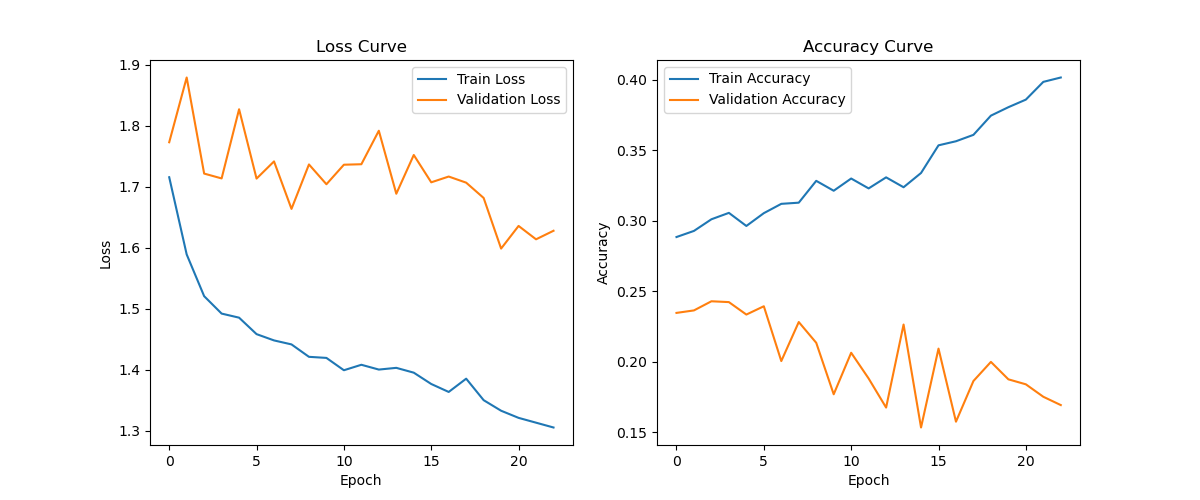 Loss Curve
1.9
1.8
1.7
1.6
1.5
1.4
1.3
Loss
0
5
10
15
20
Epoch
Train Loss
Validation Loss
Accuracy Curve
0.40
0.35
0.30
0.25
0.20
0.15
Accuracy
0
5
10
15
20
Epoch
Train Accuracy
Validation Accuracy